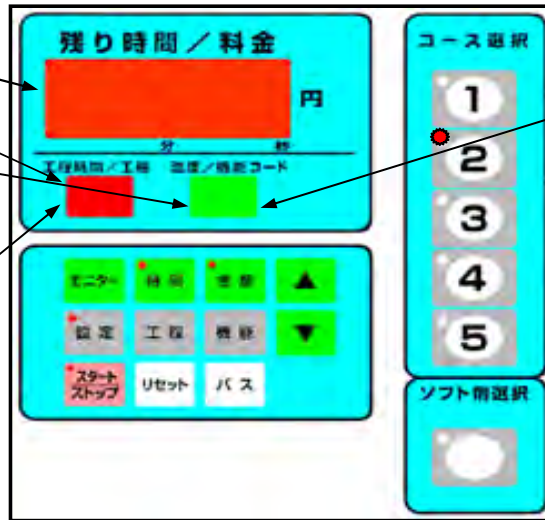 残り時間／料金
円
分 秒
工程時間／工程 温度／機能コード
モニター 時間 温度 ▲
設定 工程 機能 ▼
スタート
ストップ リセット パス
コース選択
1
2
3
4
5
ソフト剤選択